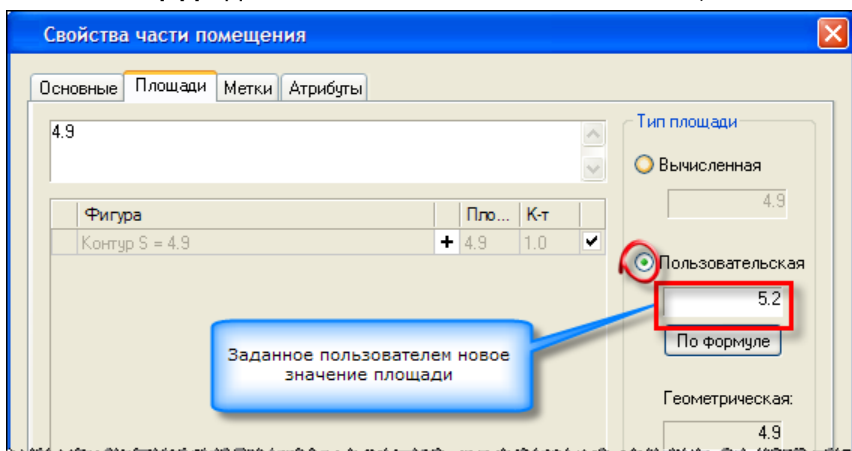 Свойства части помещения
Основные Площади Метки Атрибуты
4.9
Фигура Пло... К-т
Контур S = 4.9 + 4.9 1.0
Тип площади
Вычисленная
4.9
Пользовательская
5.2
По формуле
Геометрическая:
4.9
Заданное пользователем новое
значение площади